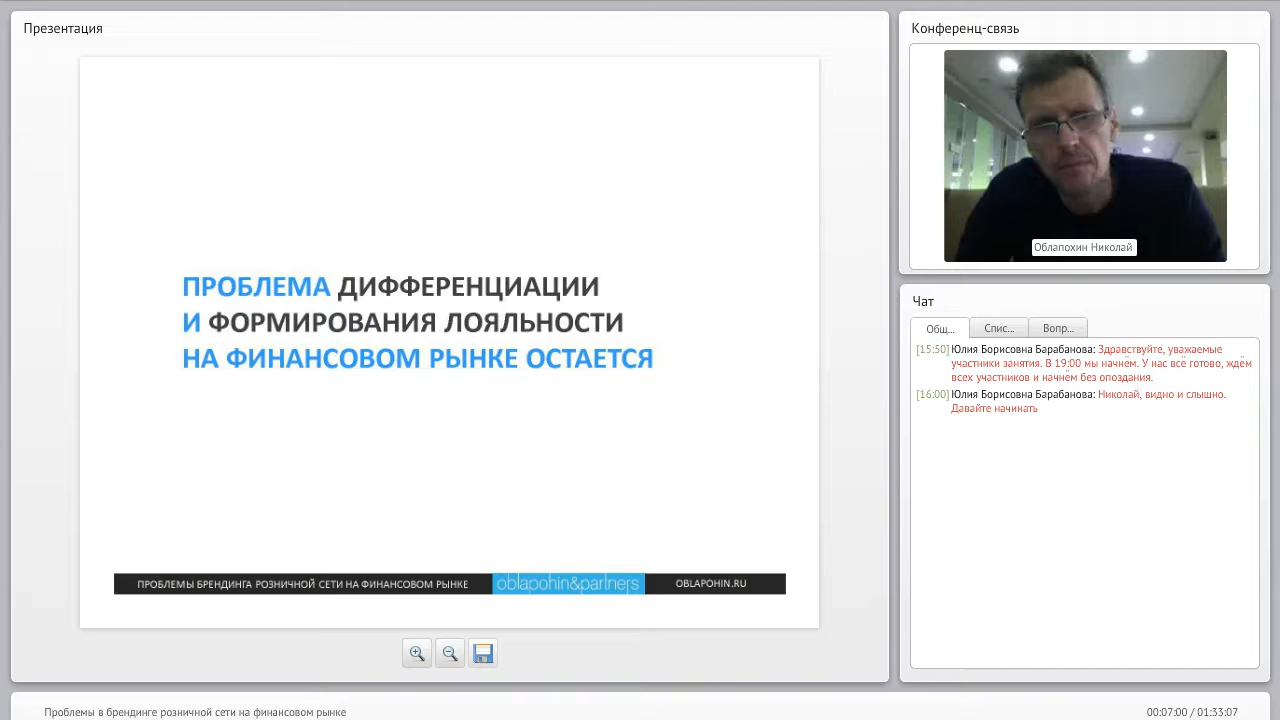 Презентация
ПРОБЛЕМА ДИФФЕРЕНЦИАЦИИ
И ФОРМИРОВАНИЯ ЛОЯЛЬНОСТИ
НА ФИНАНСОВОМ РЫНКЕ ОСТАЕТСЯ
ПРОБЛЕМЫ БРЕНДИНГА РОЗНИЧНОЙ СЕТИ НА ФИНАНСОВОМ РЫНКЕ
oblapohin&partners
OBLAPOHIN.RU
Конференц-связь
Облапохин Николай
Чат
Общ...
Спис...
Вопр...
[15:50] Юлия Борисовна Барабанова: Здравствуйте, уважаемые
участники занятия. В 19:00 мы начнём. У нас всё готово, ждём
всех участников и начнём без опоздания.
[16:00] Юлия Борисовна Барабанова: Николай, видно и слышно.
Давайте начинать
Проблемы в брендинге розничной сети на финансовом рынке
00:07:00 / 01:33:07